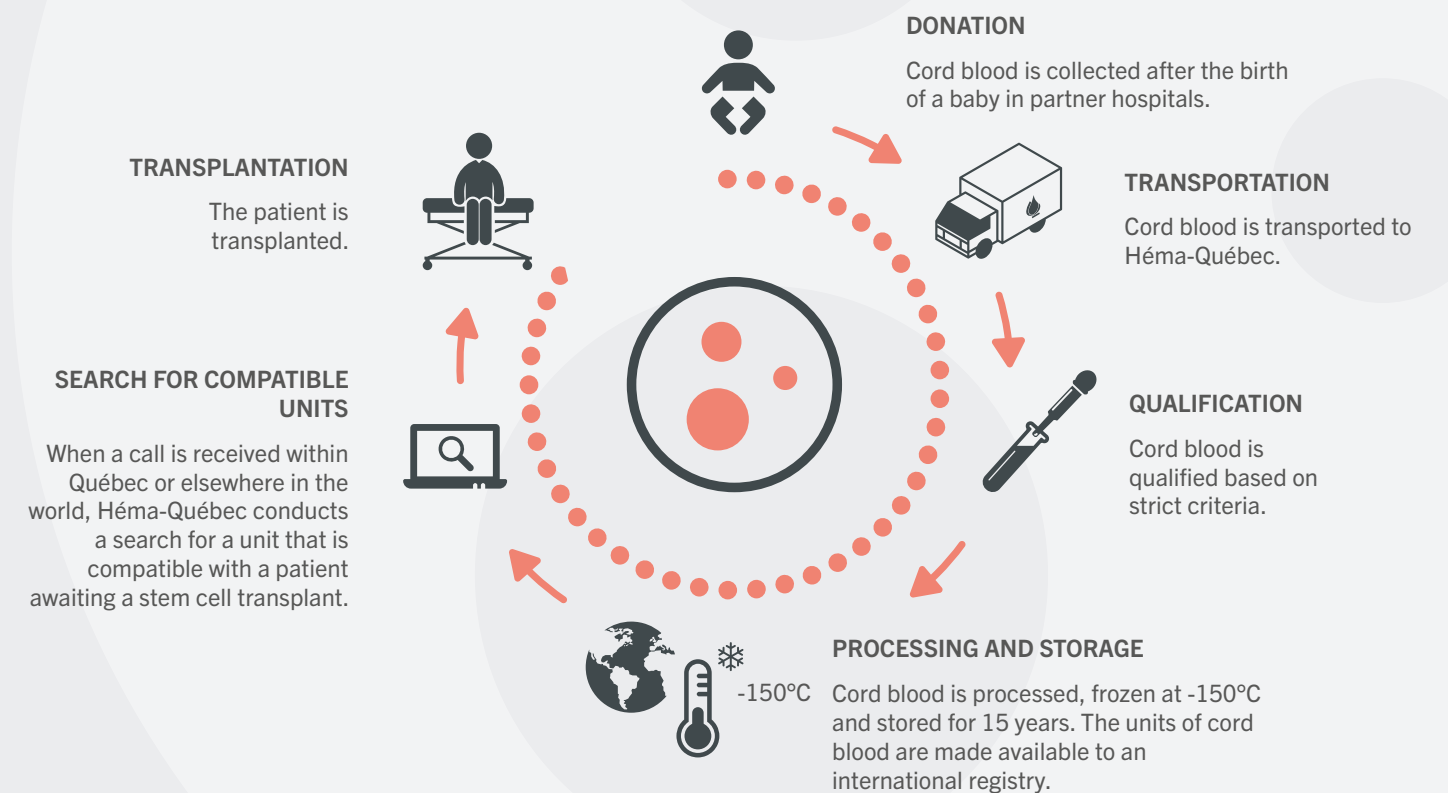 DONATION
Cord blood is collected after the birth
of a baby in partner hospitals.
TRANSPORTATION
Cord blood is transported to
Héma-Québec.
QUALIFICATION
Cord blood is
qualified based on
strict criteria.
PROCESSING AND STORAGE
-150°C
Cord blood is processed, frozen at -150°C
and stored for 15 years. The units of cord
blood are made available to an
international registry.
SEARCH FOR COMPATIBLE
UNITS
When a call is received within
Québec or elsewhere in the
world, Héma-Québec conducts
a search for a unit that is
compatible with a patient
awaiting a stem cell transplant.
TRANSPLANTATION
The patient is
transplanted.